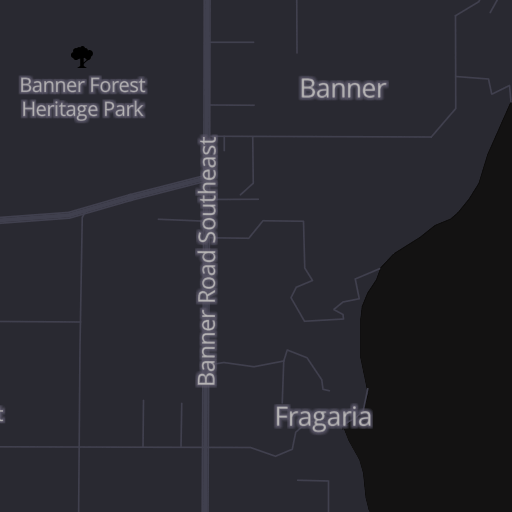 Banner Forest
Heritage Park
Banner
Banner Road Southeast
Fragaria